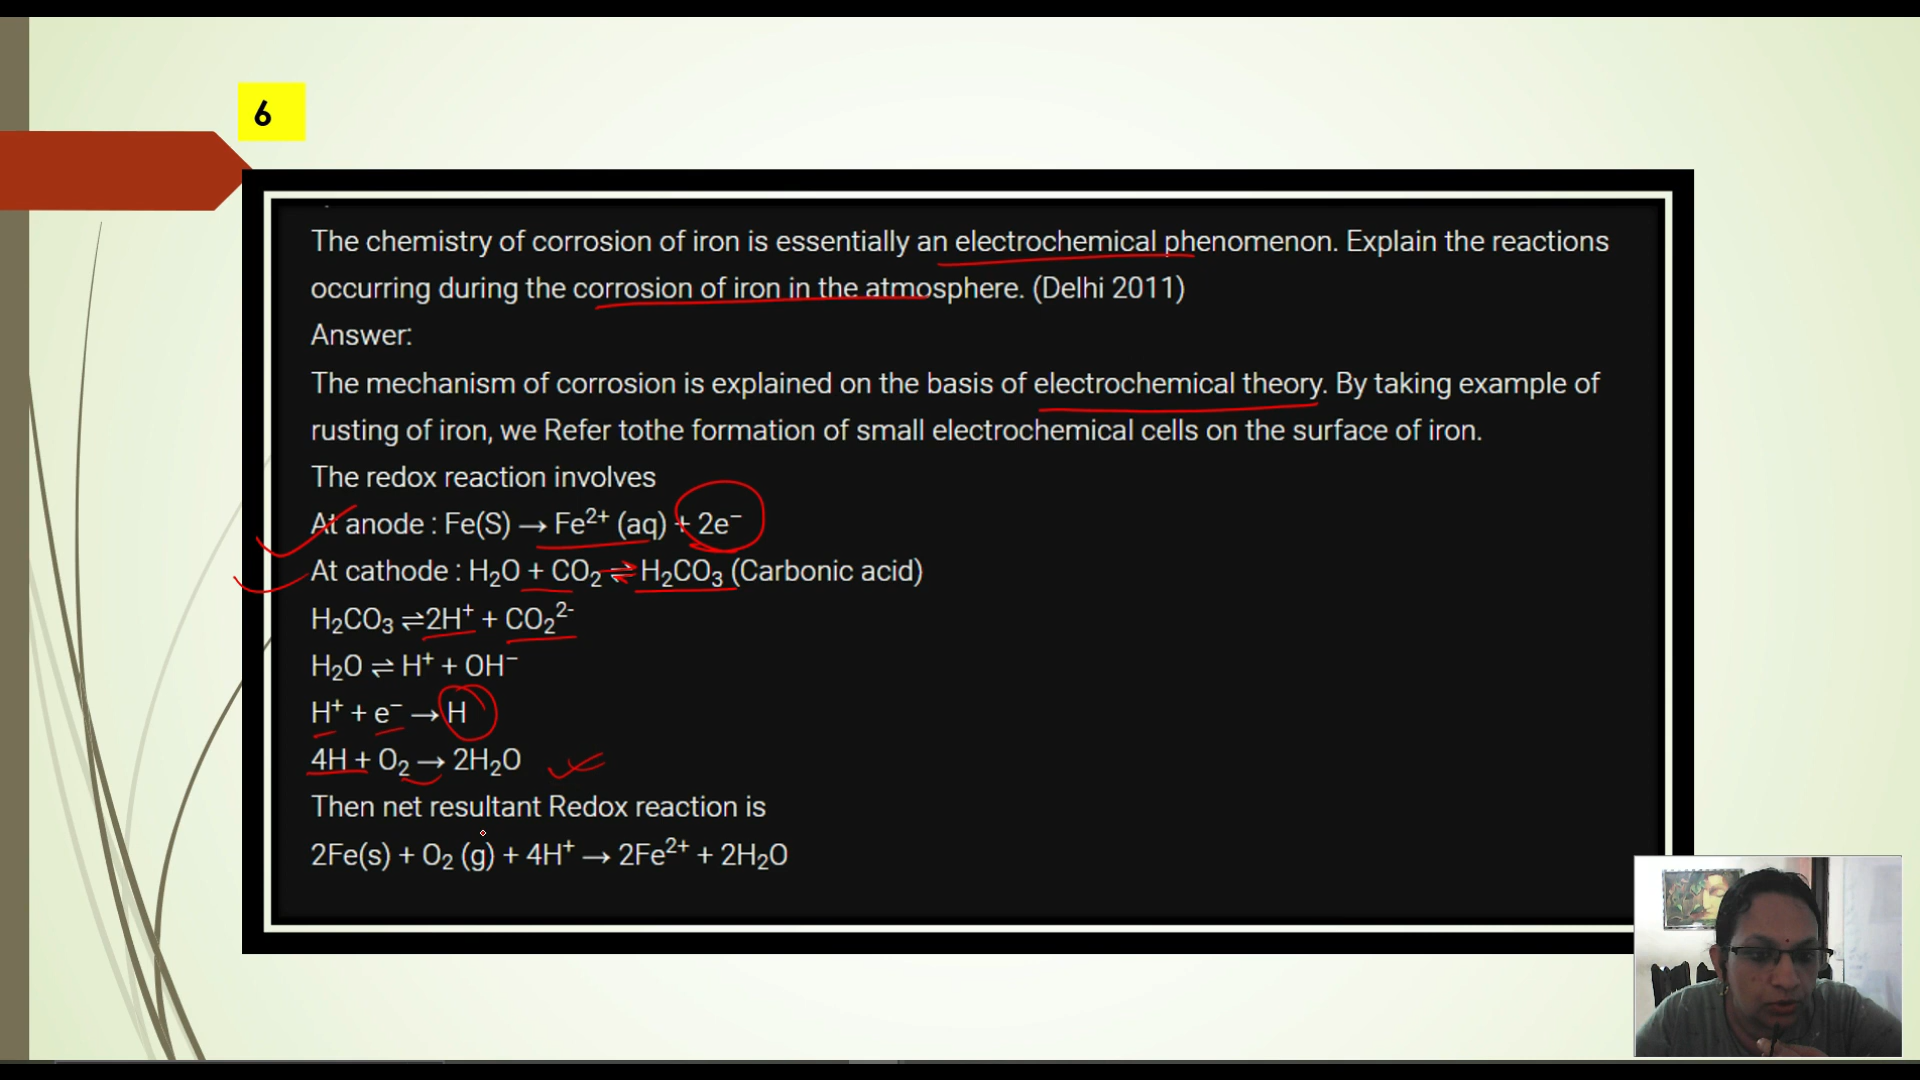 6
The chemistry of corrosion of iron is essentially an electrochemical phenomenon. Explain the reactions
occurring during the corrosion of iron in the atmosphere. (Delhi 2011)
Answer:
The mechanism of corrosion is explained on the basis of electrochemical theory. By taking example of
rusting of iron, we Refer tothe formation of small electrochemical cells on the surface of iron.
The redox reaction involves
At anode : Fe(S) → Fe²⁺ (aq) + 2e⁻
At cathode : H₂O + CO₂ ⇌ H₂CO₃ (Carbonic acid)
H₂CO₃ ⇌2H⁺ + CO₂²⁻
H₂O ⇌ H⁺ + OH⁻
H⁺ + e⁻ → H
4H + O₂ → 2H₂O
Then net resultant Redox reaction is
2Fe(s) + O₂ (g) + 4H⁺ → 2Fe²⁺ + 2H₂O